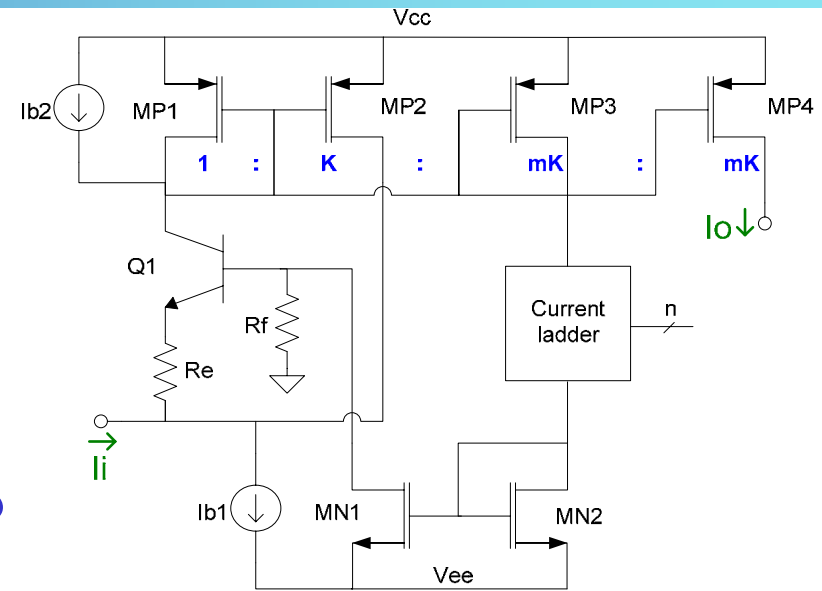 Vcc
Ib2
MP1
MP2
MP3
MP4
1 : K : mK : mK
Io
Q1
Rf
Current
ladder
n
Re
Ii
Ib1
MN1
MN2
Vee